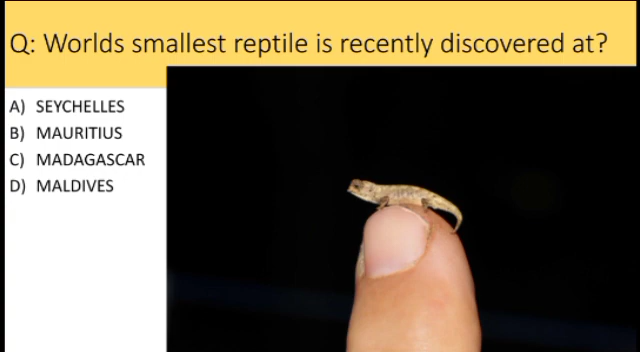 Q: Worlds smallest reptile is recently discovered at?
A) SEYCHELLES
B) MAURITIUS
C) MADAGASCAR
D) MALDIVES